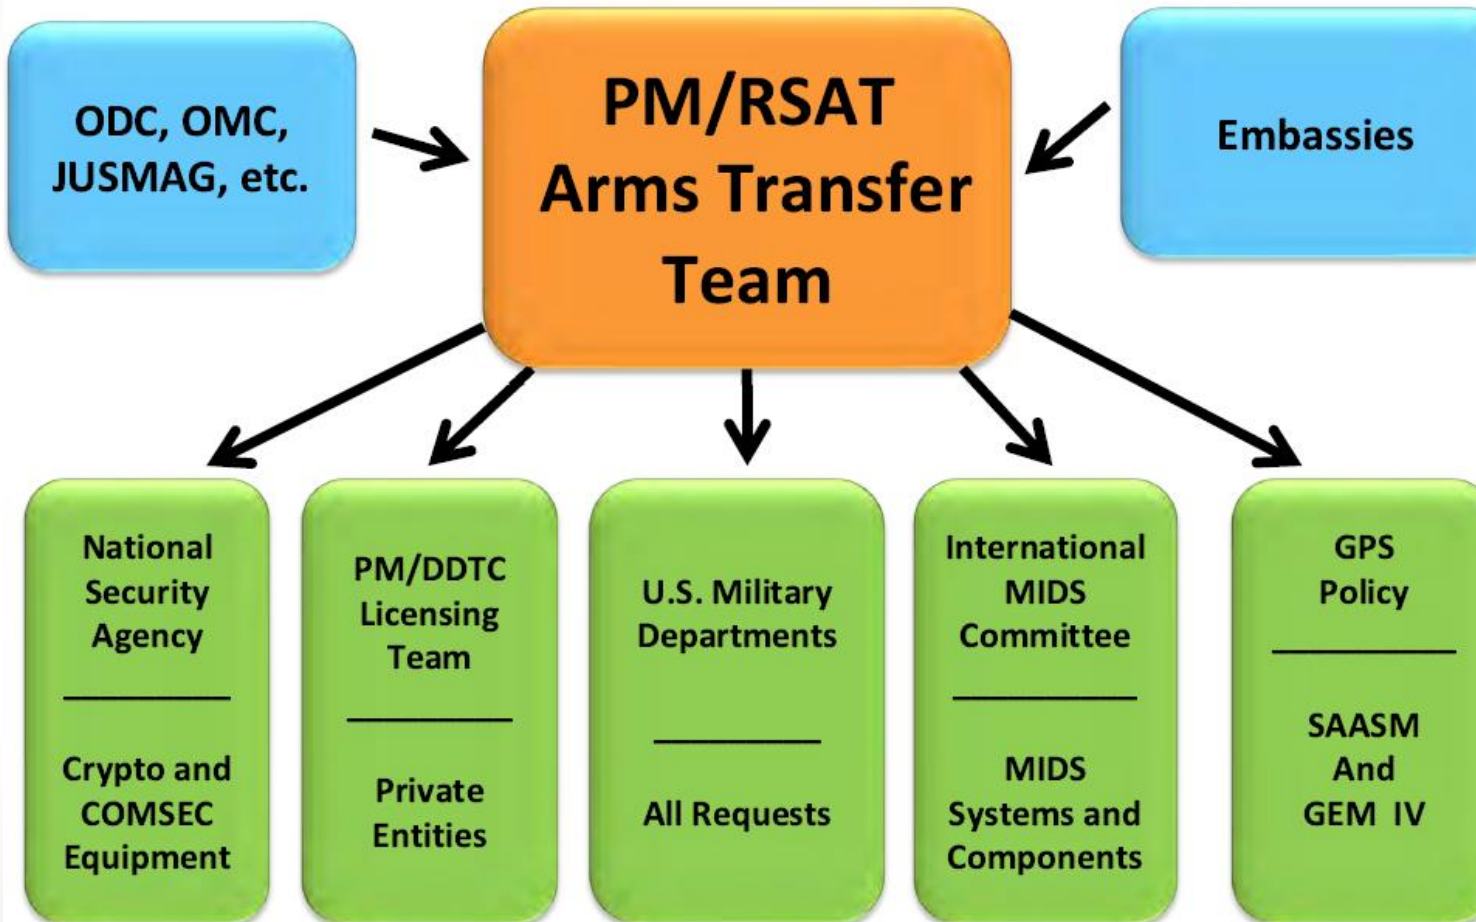 ODC, OMC,
JUSMAG, etc.
PM/RSAT
Arms Transfer
Team
Embassies
National
Security
Agency
Crypto and
COMSEC
Equipment
PM/DDTC
Licensing
Team
Private
Entities
U.S. Military
Departments
All Requests
International
MIDS
Committee
MIDS
Systems and
Components
GPS
Policy
SAASM
And
GEM IV